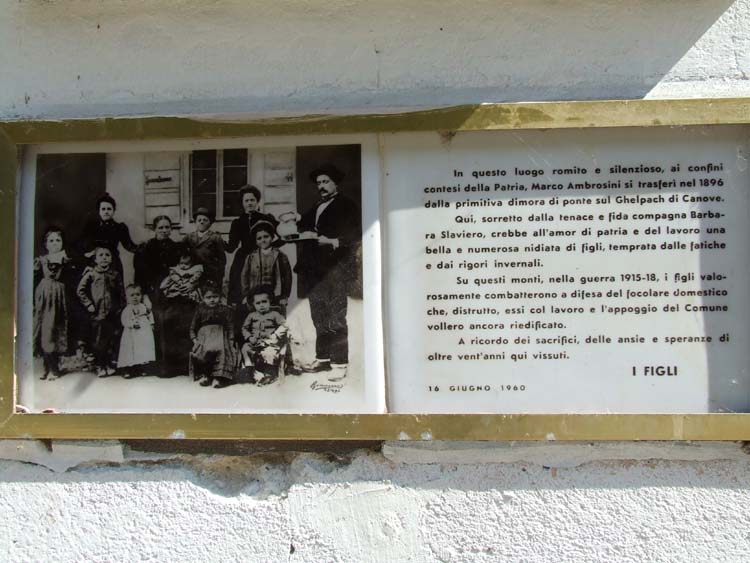 In questo luogo romito e silenzioso, ai confini
contesi della Patria, Marco Ambrosini si trasferì nel 1896
dalla primitiva dimora di ponte sul Ghelpach di Canove.
Qui, sorretto dalla tenace e fida compagna Barba-
ra Slaviero, crebbe all'amor di patria e del lavoro una
bella e numerosa nidiata di figli, temprata dalle fatiche
e dai rigori invernali.
Su questi monti, nella guerra 1915-18, i figli valo-
rosamente combatterono a difesa del focolare domestico
che, distrutto, essi col lavoro e l'appoggio del Comune
vollero ancora riedificato.
A ricordo dei sacrifici, delle ansie e speranze di
oltre vent'anni qui vissuti.
I FIGLI
16 GIUGNO 1960